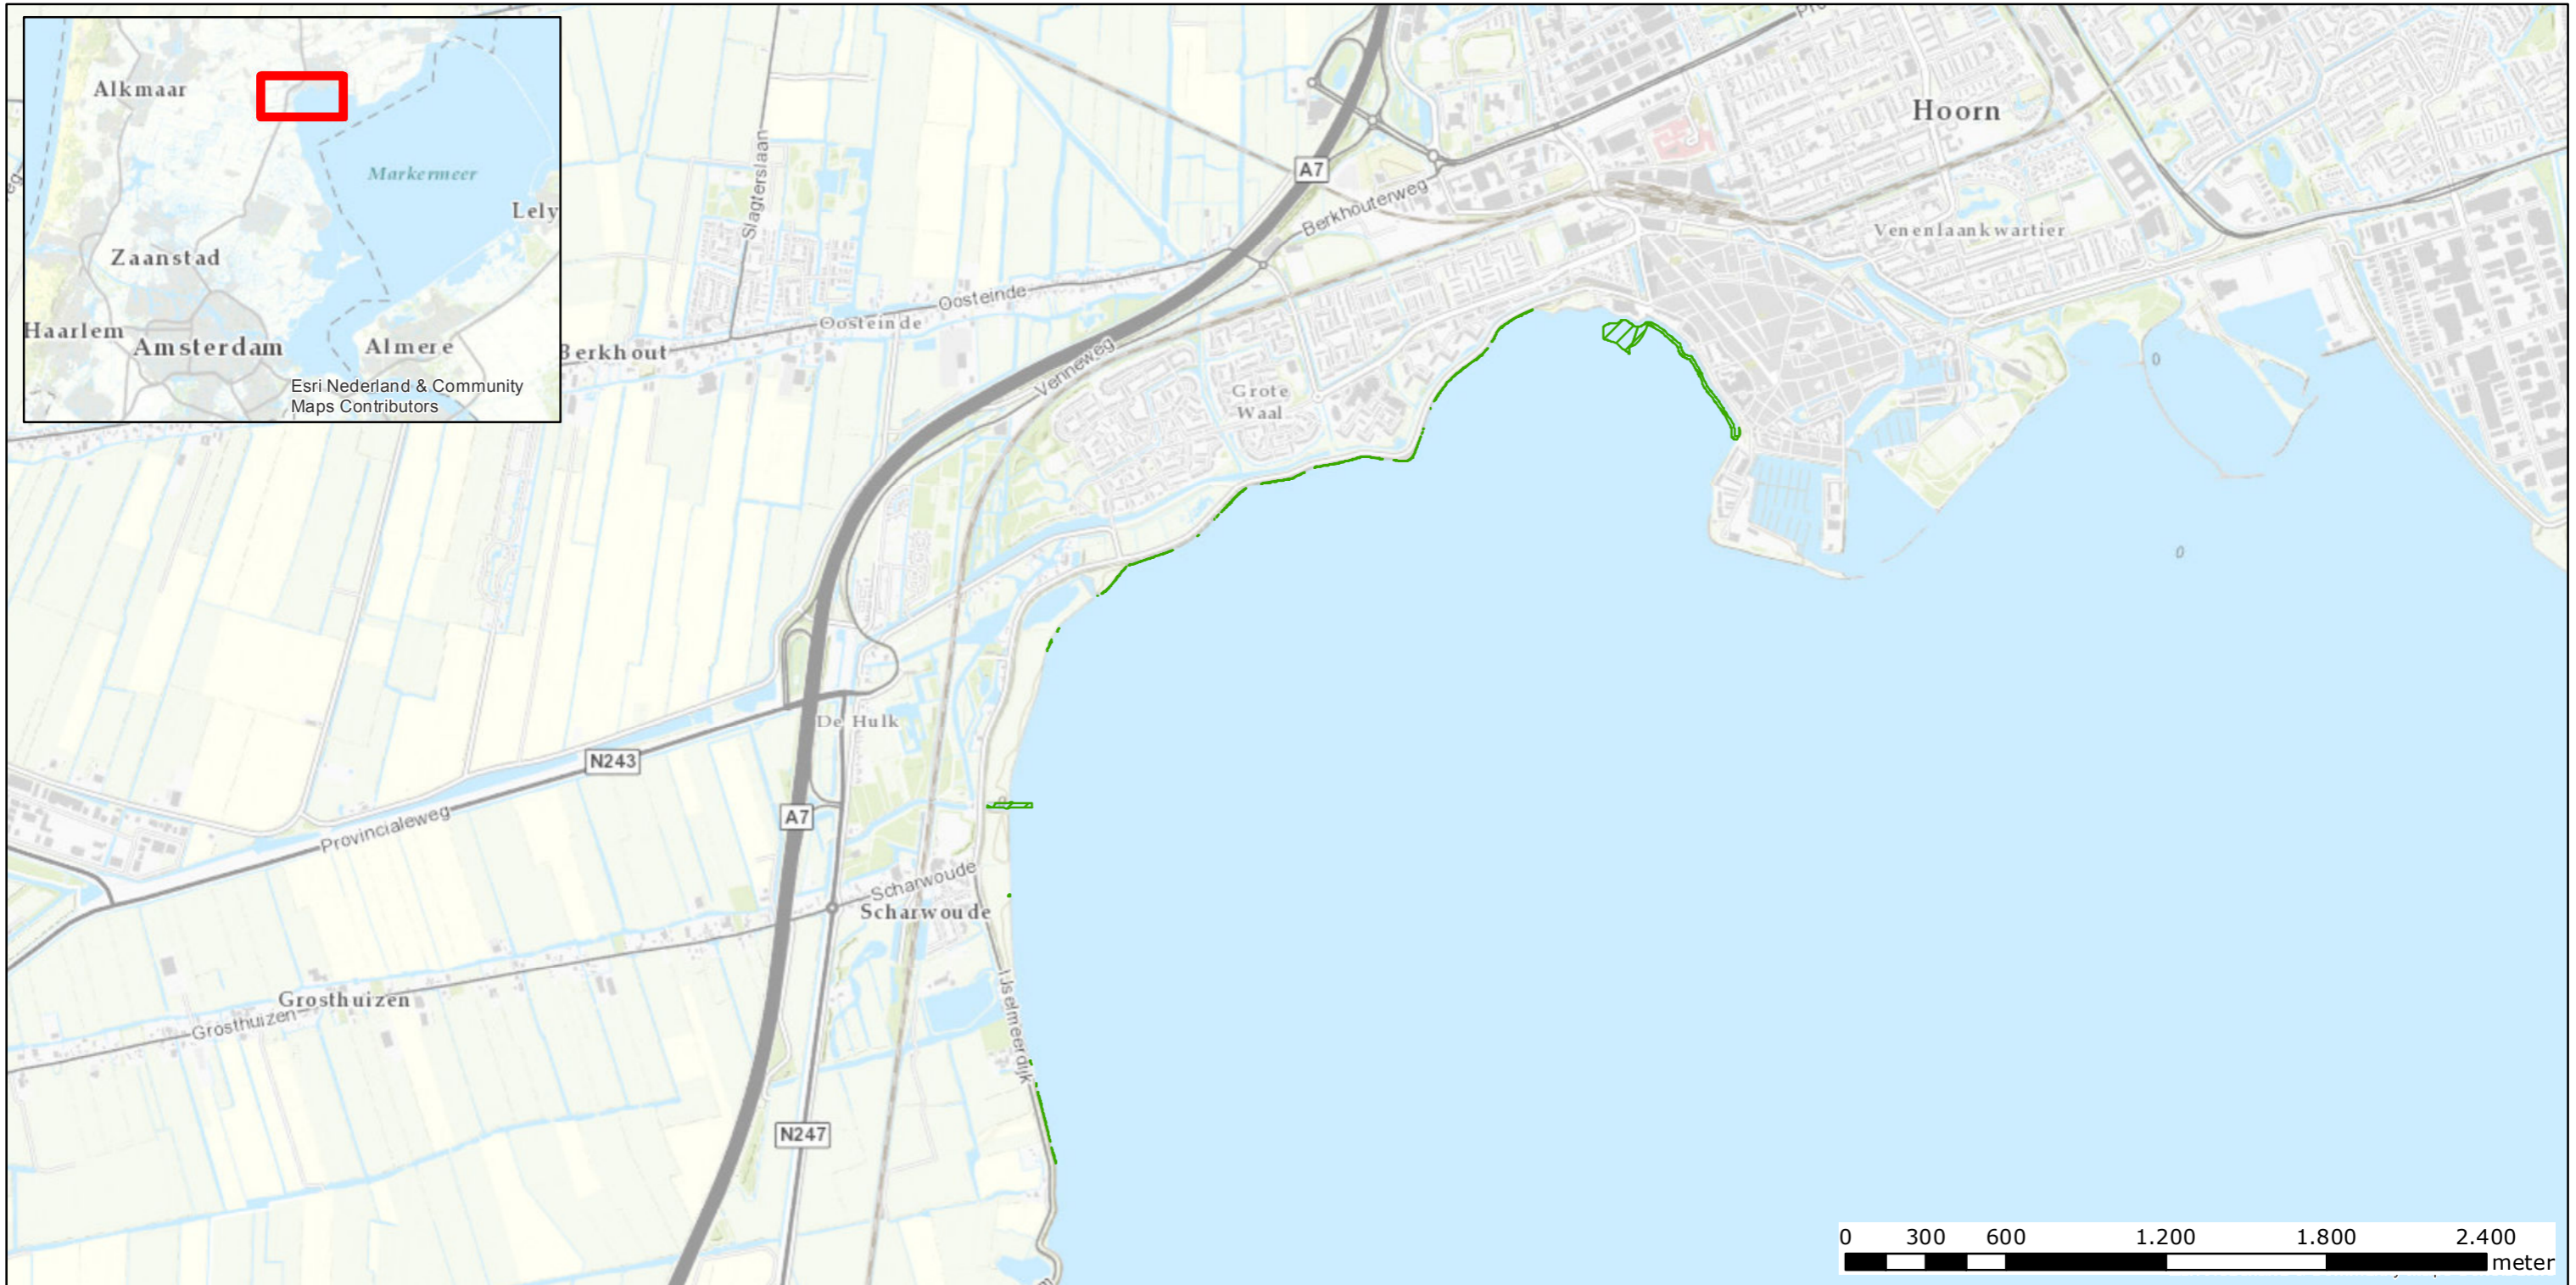 Alkmaar
Markermeer
Lely
Zaanstad
Haarlem
Amsterdam
Almere
Esri Nederland & Community
Maps Contributors
Slagterslaan
A7
Berkhouterweg
Hoorn
Venenlaankwartier
Oosteinde
Oosteinde
Berkhout
Venneweg
Grote
Waal
0
0
De Hulk
N243
A7
Provincialeweg
Scharwoude
Scharwoude
IJselmeerdijk
Grosthuizen
Grosthuizen
N247
0 300 600 1.200 1.800 2.400
meter